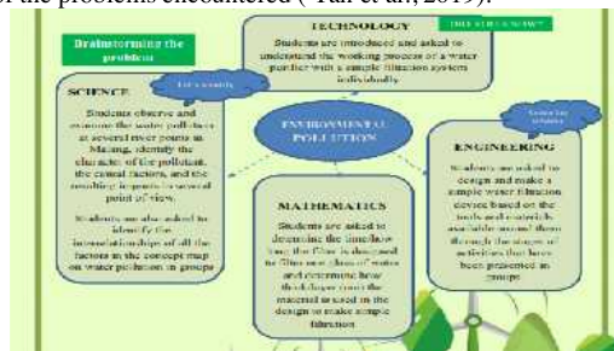 of the problems encountered ( Yan et al., 2019).
TECHNOLOGY
Students are introduced and asked to
understand the working process of a water
purifier with a simple filtration system
individually
Brainstorming the
problem
SCIENCE
Students observe and
examine the water pollution
at several river points in
Malang, identify the
character of the pollutant,
the causal factors, and the
resulting impacts in several
point of view.
Students are also asked to
identify the
interrelationships of all the
factors in the concept map
on water pollution in groups
ENVIRONMENTAL
POLLUTION
ENGINEERING
Students are asked to
design and make a
simple water filtration
device based on the
tools and materials
available around them
through the stages of
activities that have
been presented in
groups
MATHEMATICS
Students are asked to
determine the time/how
long the filter is designed
to filter one glass of water
and determine how
thick layer the
material is used in the
design to make simple
filtration